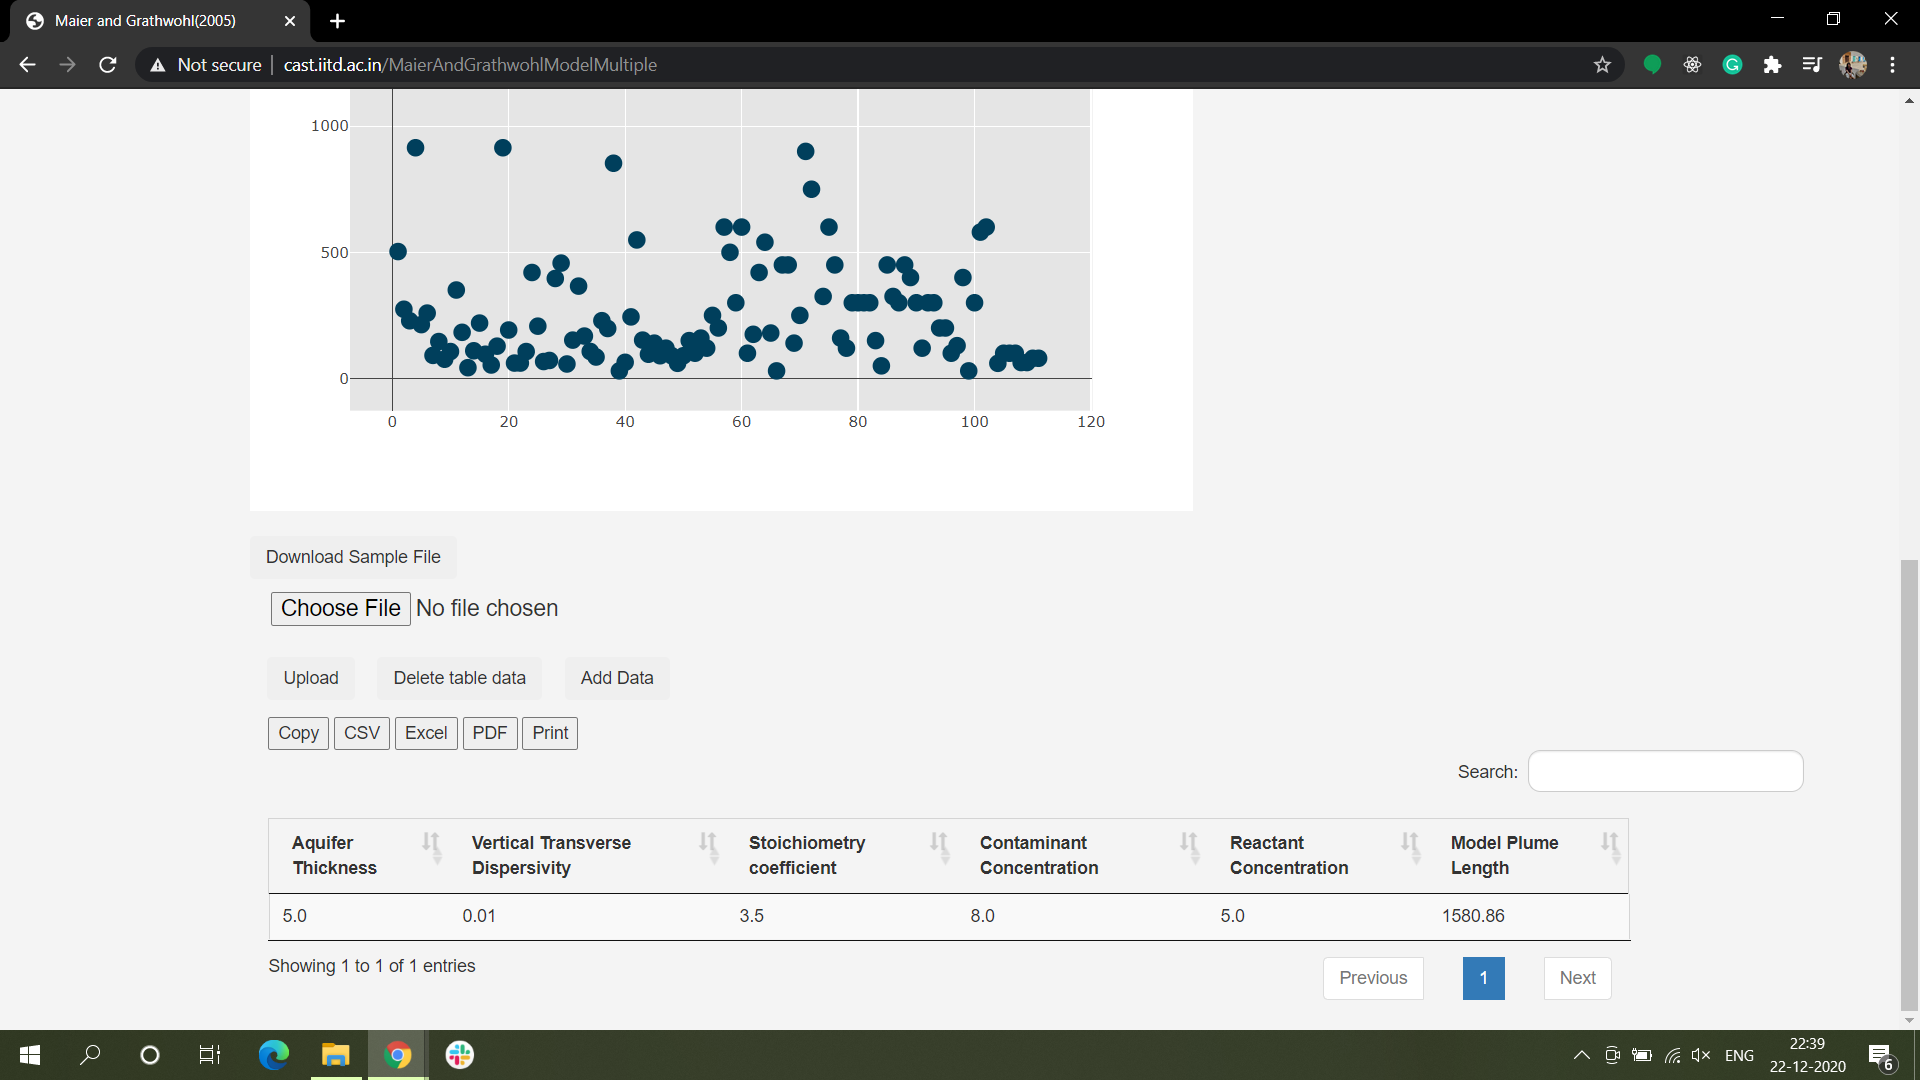 Maier and Grathwohl(2005)
Not secure
cast.iitd.ac.in/MaierAndGrathwohlModelMultiple
1000
500
0
0 20 40 60 80 100 120
Download Sample File
Choose File No file chosen
Upload Delete table data Add Data
Copy CSV Excel PDF Print
Search:
Aquifer Thickness
Vertical Transverse Dispersivity
Stoichiometry coefficient
Contaminant Concentration
Reactant Concentration
Model Plume Length
5.0 0.01 3.5 8.0 5.0 1580.86
Showing 1 to 1 of 1 entries
Previous 1 Next
ENG
22:39
22-12-2020
6